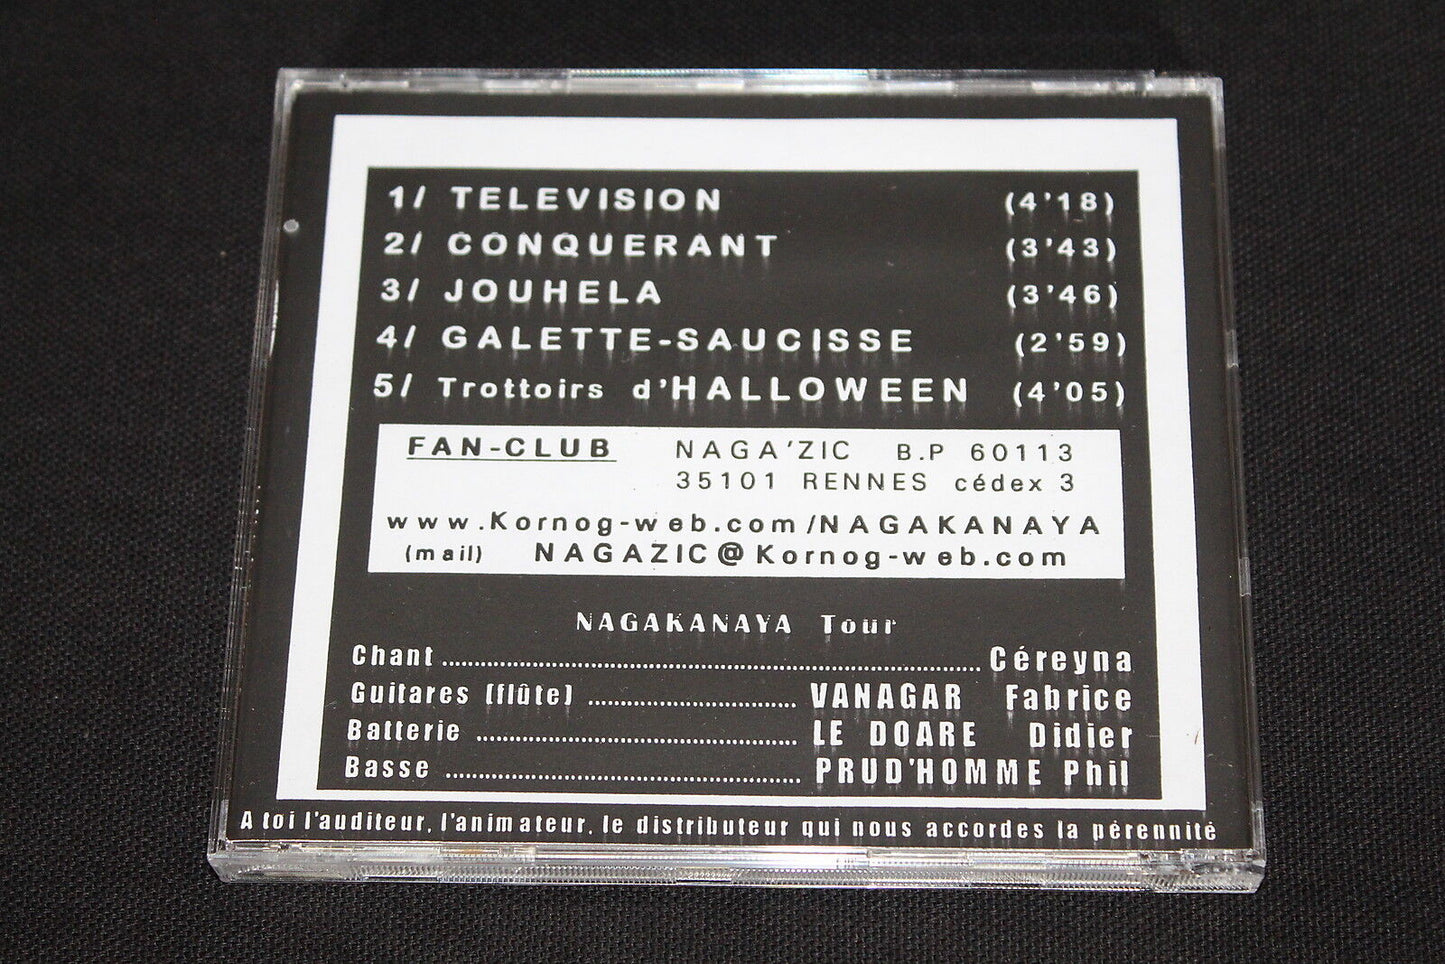 1/ TELEVISION (4'18)
2/ CONQUERANT (3'43)
3/ JOUHELA (3'46)
4/ GALETTE-SAUCISSE (2'59)
5/ Trottoirs d'HALLOWEEN (4'05)
FAN-CLUB NAGA'ZIC B.P 60113
35101 RENNES cédex 3
www.Kornog-web.com/NAGAKANAYA
(mail) NAGAZIC@Kornog-web.com
NAGAKANAYA Tour
Chant ........................ Céreyna
Guitares (flûte) ........................ VANAGAR Fabrice
Batterie ........................ LE DOARE Didier
Basse ........................ PRUD'HOMME Phil
A toi l'auditeur, l'animateur, le distributeur qui nous accordes la pérennité